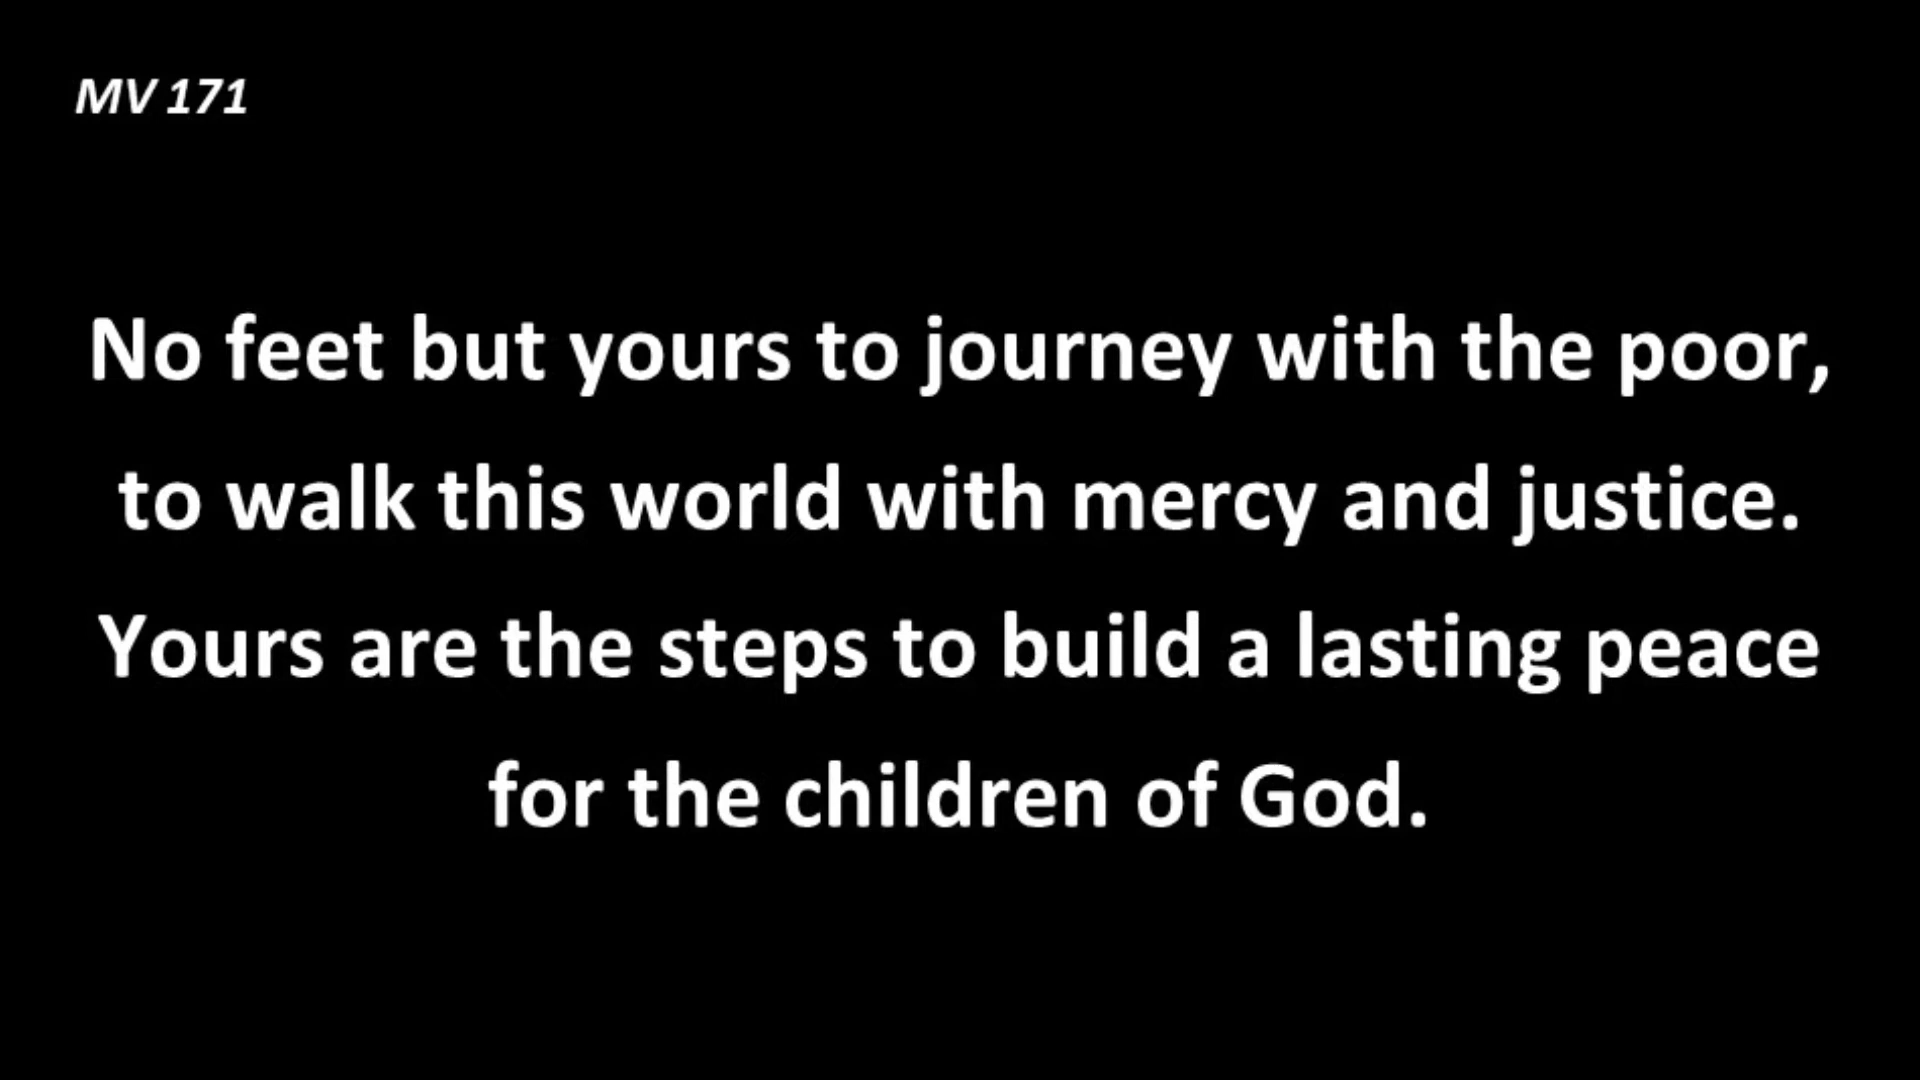 MV 171
No feet but yours to journey with the poor,
to walk this world with mercy and justice.
Yours are the steps to build a lasting peace
for the children of God.